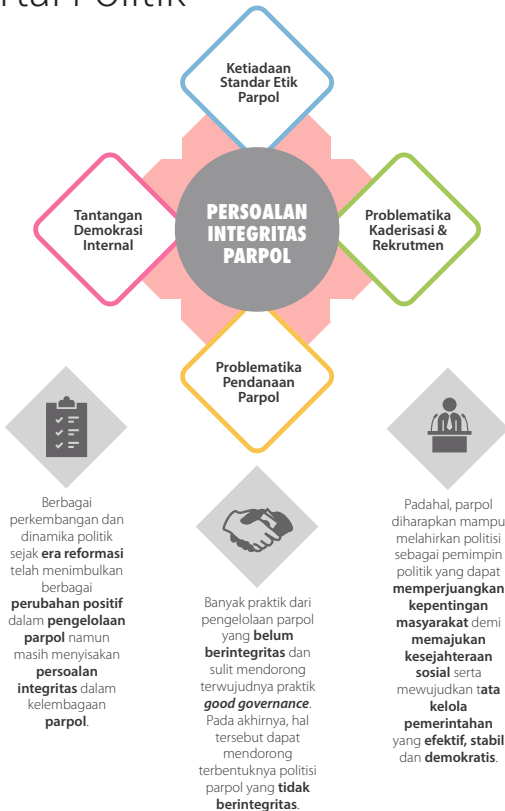 Politik
Ketiadaan
Standar Etik
Parpol
Tantangan
Demokrasi
Internal
PERSOALAN
INTEGRITAS
PARPOL
Problematika
Kaderisasi &
Rekrutmen
Problematika
Pendanaan
Parpol
Berbagai
perkembangan dan
dinamika politik
sejak era reformasi
telah menimbulkan
berbagai
perubahan positif
dalam pengelolaan
parpol namun
masih menyisakan
persoalan
integritas dalam
kelembagaan
parpol.
Banyak praktik dari
pengelolaan parpol
yang belum
berintegritas dan
sulit mendorong
terwujudnya praktik
good governance.
Pada akhirnya, hal
tersebut dapat
mendorong
terbentuknya politisi
parpol yang tidak
berintegritas.
Padahal, parpol
diharapkan mampu
melahirkan politisi
sebagai pemimpin
politik yang dapat
memperjuangkan
kepentingan
masyarakat demi
memajukan
kesejahteraan
sosial serta
mewujudkan tata
kelola
pemerintahan
yang efektif, stabil
dan demokratis.